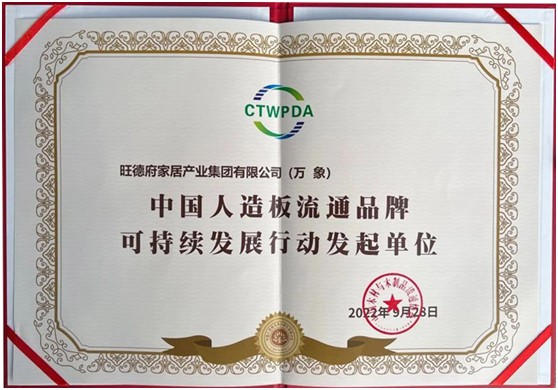 CTWPDA
旺德府家居产业集团有限公司（万 象）
中国人造板流通品牌
可持续发展行动发起单位
2022年 9月28日